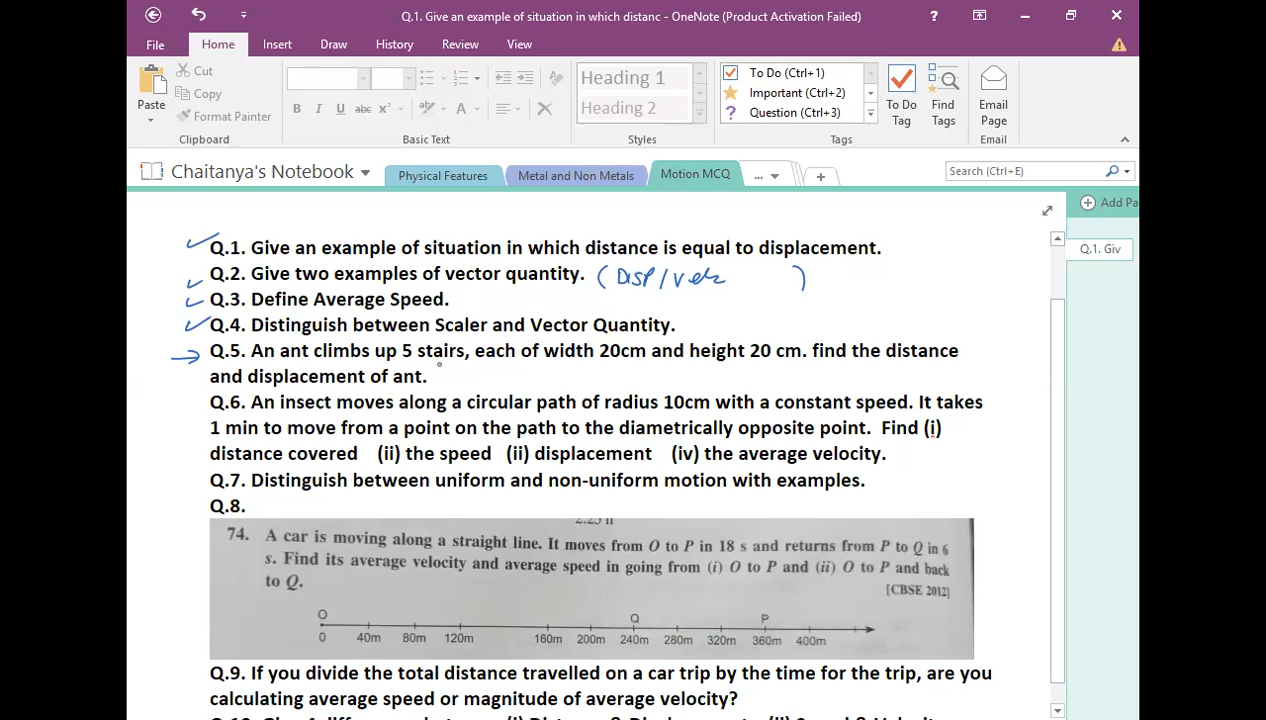 Q.1. Give an example of situation in which distanc - OneNote (Product Activation Failed)
?
File Home Insert Draw History Review View
Paste
Cut
Copy
Format Painter
Clipboard
B I U abc x² ab A
Basic Text
Heading 1
Heading 2
Styles
To Do (Ctrl+1)
Important (Ctrl+2)
? Question (Ctrl+3)
Tags
To Do Tag
Find Tags
Email Page
Email
Chaitanya's Notebook Physical Features Metal and Non Metals Motion MCQ ... + Search (Ctrl+E)
Add Pa
Q.1. Giv
Q.1. Give an example of situation in which distance is equal to displacement.
Q.2. Give two examples of vector quantity. ( Disp/Velo )
Q.3. Define Average Speed.
Q.4. Distinguish between Scaler and Vector Quantity.
Q.5. An ant climbs up 5 stairs, each of width 20cm and height 20 cm. find the distance
and displacement of ant.
Q.6. An insect moves along a circular path of radius 10cm with a constant speed. It takes
1 min to move from a point on the path to the diametrically opposite point. Find (i)
distance covered (ii) the speed (ii) displacement (iv) the average velocity.
Q.7. Distinguish between uniform and non-uniform motion with examples.
Q.8.
74. A car is moving along a straight line. It moves from O to P in 18 s and returns from P to Q in 6
s. Find its average velocity and average speed in going from (i) O to P and (ii) O to P and back
to Q. [CBSE 2012]
O Q P
0 40m 80m 120m 160m 200m 240m 280m 320m 360m 400m
Q.9. If you divide the total distance travelled on a car trip by the time for the trip, are you
calculating average speed or magnitude of average velocity?